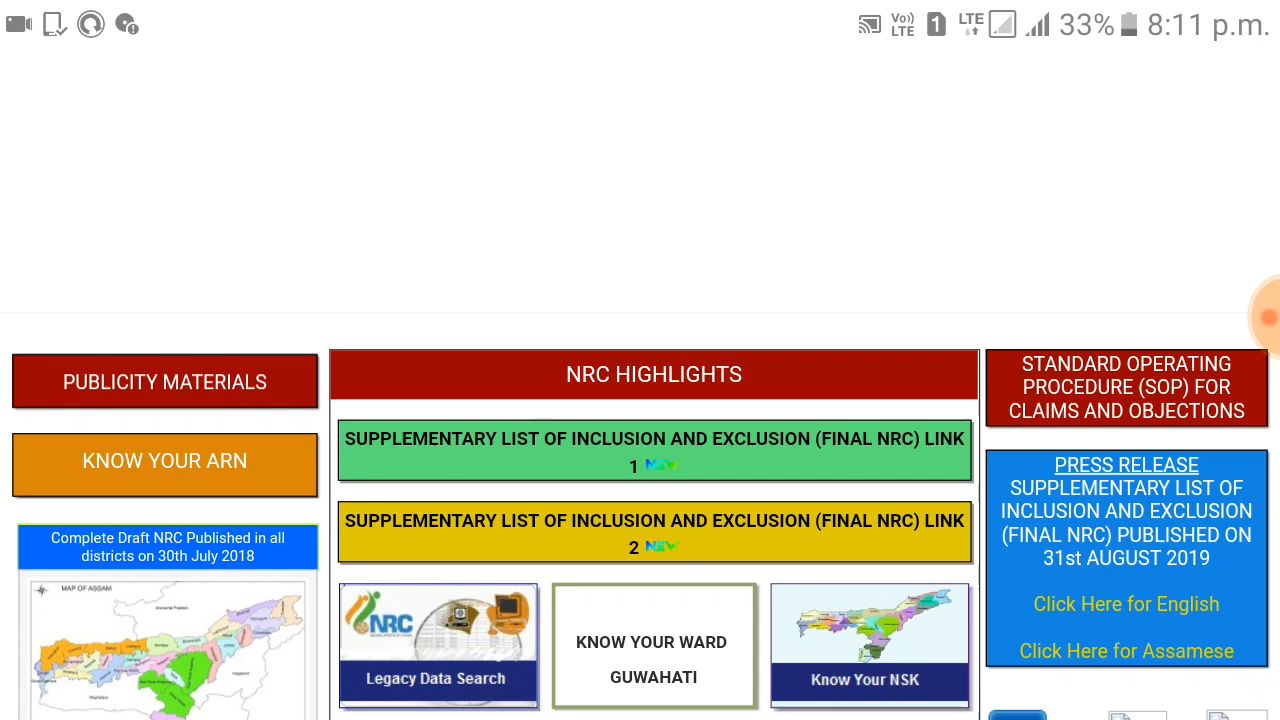 Vo)) LTE 1 LTE 33% 8:11 p.m.
PUBLICITY MATERIALS
KNOW YOUR ARN
Complete Draft NRC Published in all
districts on 30th July 2018
MAP OF ASSAM
NRC HIGHLIGHTS
SUPPLEMENTARY LIST OF INCLUSION AND EXCLUSION (FINAL NRC) LINK
1 NEW
SUPPLEMENTARY LIST OF INCLUSION AND EXCLUSION (FINAL NRC) LINK
2 NEW
NRC
Legacy Data Search
KNOW YOUR WARD
GUWAHATI
Know Your NSK
STANDARD OPERATING
PROCEDURE (SOP) FOR
CLAIMS AND OBJECTIONS
PRESS RELEASE
SUPPLEMENTARY LIST OF
INCLUSION AND EXCLUSION
(FINAL NRC) PUBLISHED ON
31st AUGUST 2019
Click Here for English
Click Here for Assamese